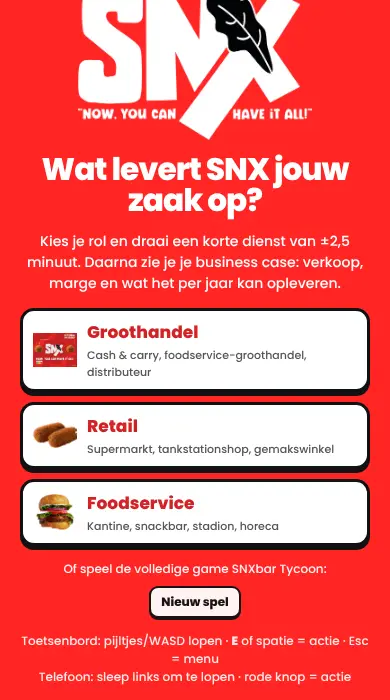 SNX
"NOW, YOU CAN HAVE IT ALL!"
Wat levert SNX jouw
zaak op?
Kies je rol en draai een korte dienst van ±2,5
minuut. Daarna zie je je business case: verkoop,
marge en wat het per jaar kan opleveren.
Groothandel
Cash & carry, foodservice-groothandel,
distributeur
Retail
Supermarkt, tankstationshop, gemakswinkel
Foodservice
Kantine, snackbar, stadion, horeca
Of speel de volledige game SNXbar Tycoon:
Nieuw spel
Toetsenbord: pijltjes/WASD lopen · E of spatie = actie · Esc
= menu
Telefoon: sleep links om te lopen · rode knop = actie